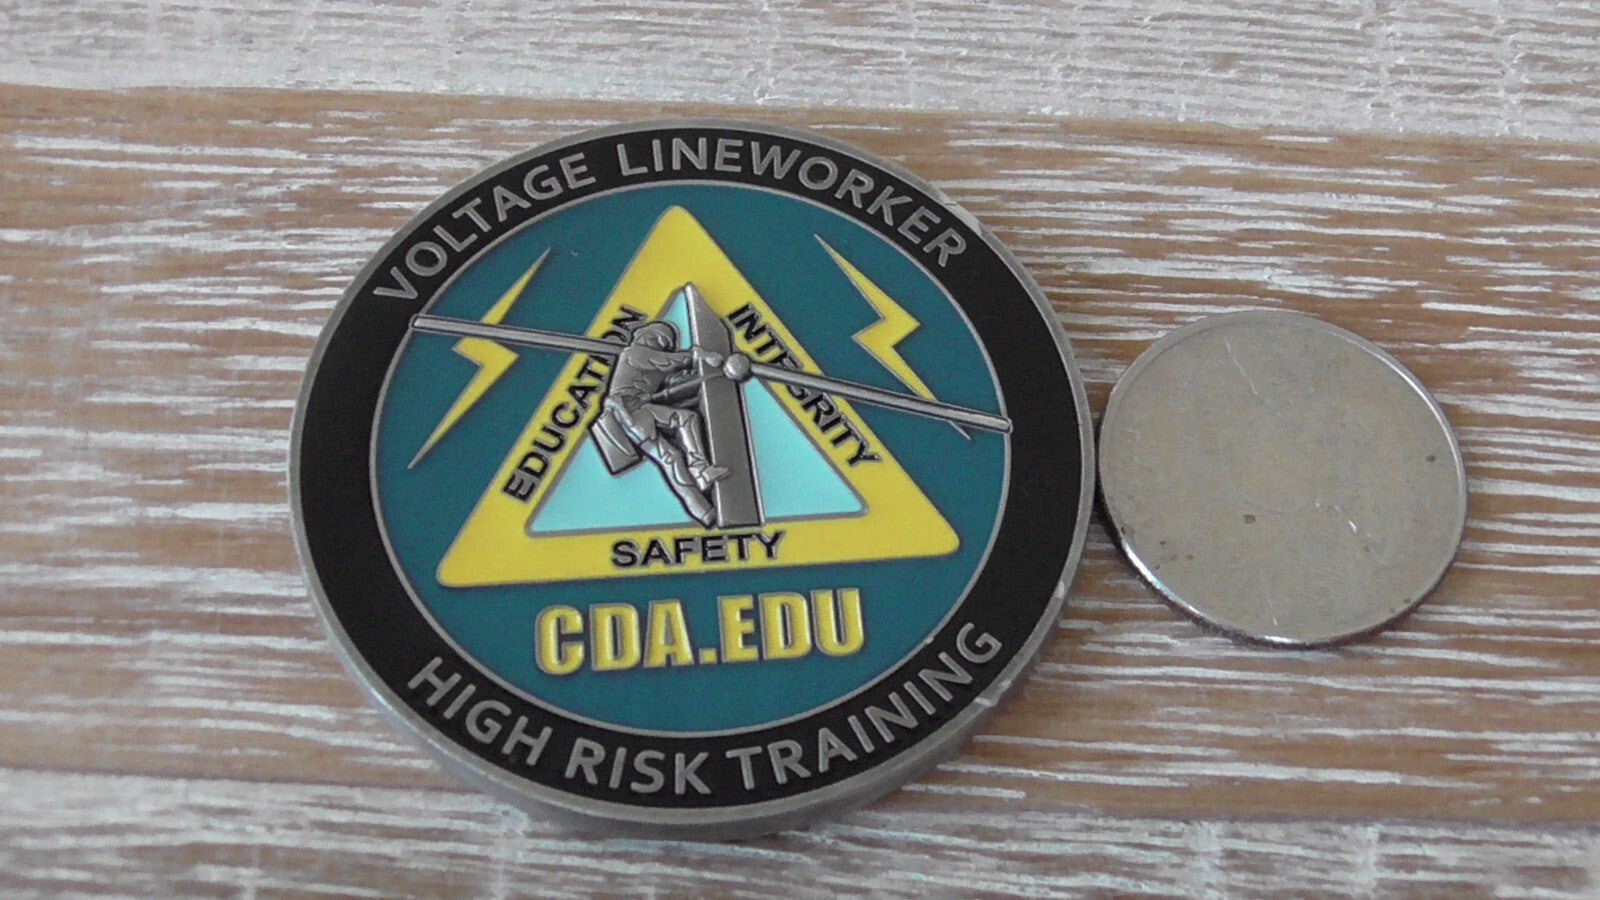 VOLTAGE LINEWORKER
EDUCATION
INTEGRITY
SAFETY
CDA.EDU
HIGH RISK TRAINING